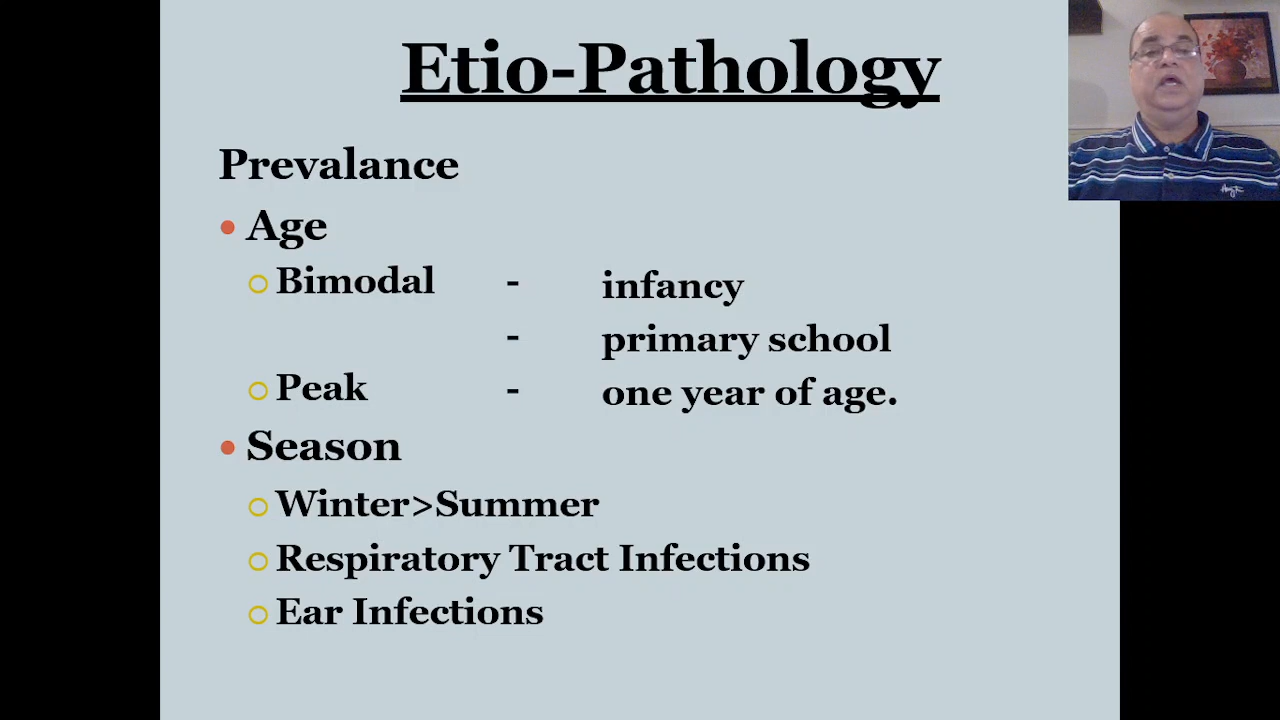 Etio-Pathology
Prevalance
Age
Bimodal - infancy
- primary school
Peak - one year of age.
Season
Winter>Summer
Respiratory Tract Infections
Ear Infections